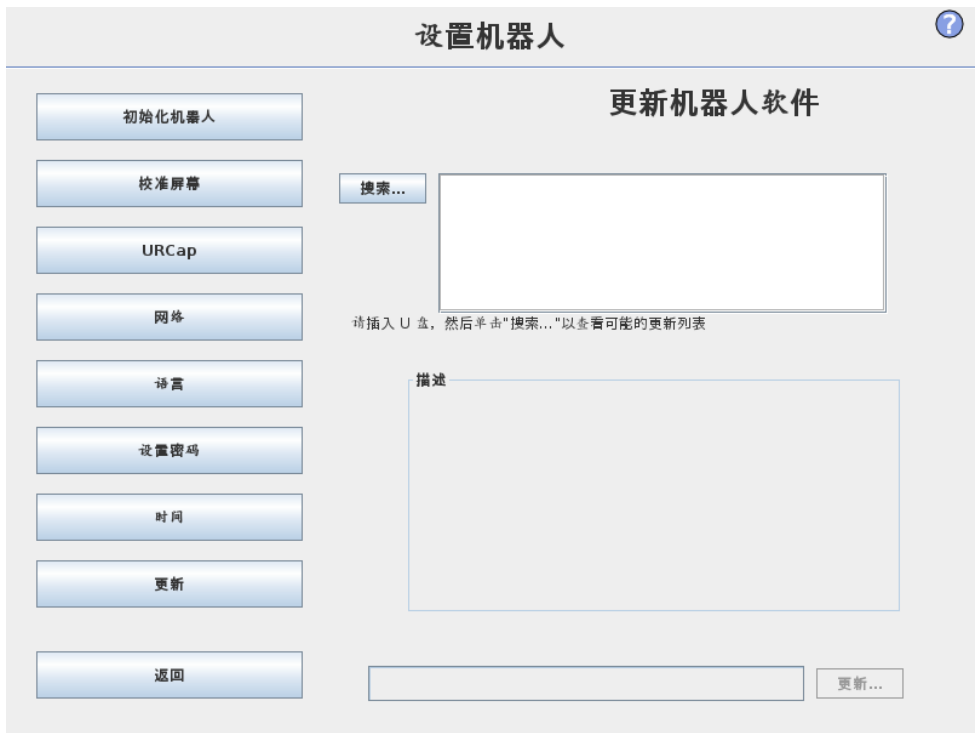 设置机器人
?
更新机器人软件
初始化机器人
校准屏幕
URCap
网络
语言
设置密码
时间
更新
返回
搜索...
请插入 U 盘，然后单击"搜索..."以查看可能的更新列表
描述
更新...